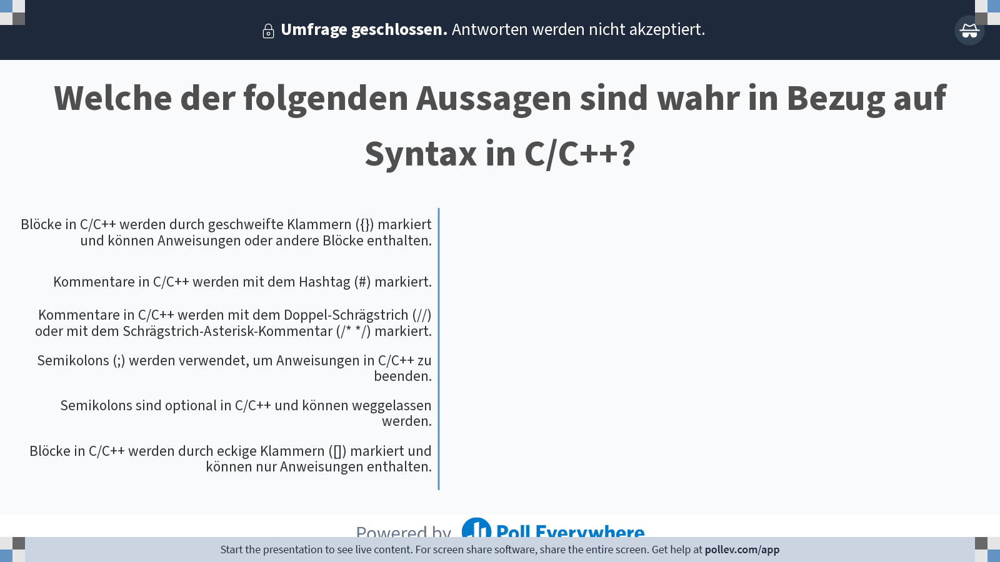 Umfrage geschlossen. Antworten werden nicht akzeptiert.
Welche der folgenden Aussagen sind wahr in Bezug auf
Syntax in C/C++?
Blöcke in C/C++ werden durch geschweifte Klammern ({}) markiert
und können Anweisungen oder andere Blöcke enthalten.
Kommentare in C/C++ werden mit dem Hashtag (#) markiert.
Kommentare in C/C++ werden mit dem Doppel-Schrägstrich (//)
oder mit dem Schrägstrich-Asterisk-Kommentar (/* */) markiert.
Semikolons (;) werden verwendet, um Anweisungen in C/C++ zu
beenden.
Semikolons sind optional in C/C++ und können weggelassen
werden.
Blöcke in C/C++ werden durch eckige Klammern ([]) markiert und
können nur Anweisungen enthalten.
Powered by Poll Everywhere
Start the presentation to see live content. For screen share software, share the entire screen. Get help at pollev.com/app